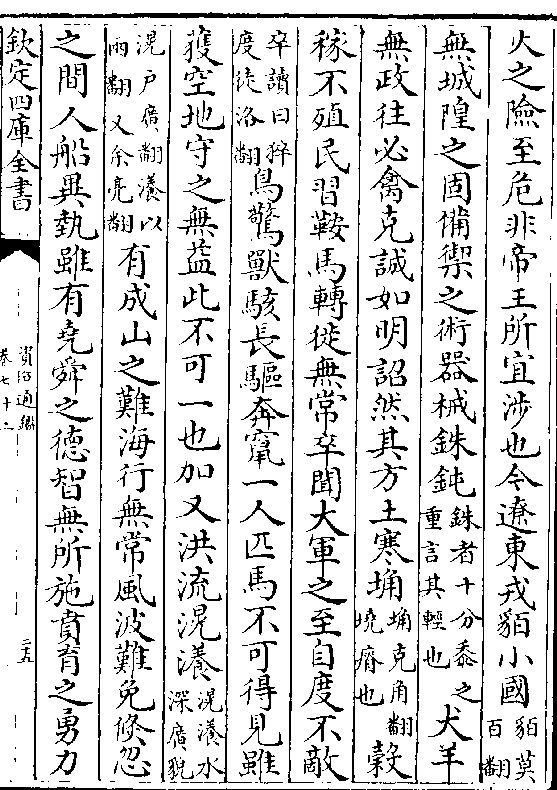 大之險至危非帝王所宜涉也今遼東戎貊小國貊莫百翻
無城隍之固備禦之術器械銖鈍銖者十分黍之重言其輕也犬羊
無政往必禽克誠如明詔然其方土寒埆埆克角翻墝瘠也穀
稼不殖民習鞍馬轉徙無常卒聞大軍之至自度不敵
卒讀曰猝度徒洛翻鳥驚獸駭長驅奔竄一人匹馬不可得見雖
獲空地守之無益此不可一也加又洪流滉瀁滉瀁水深廣貌
滉戶廣翻瀁以兩翻又余亮翻有成山之難海行無常風波難免倏忽
之間人船異埶雖有堯舜之德智無所施賁育之勇力
欽定四庫全書
資治通鑑
卷七十二
二十五